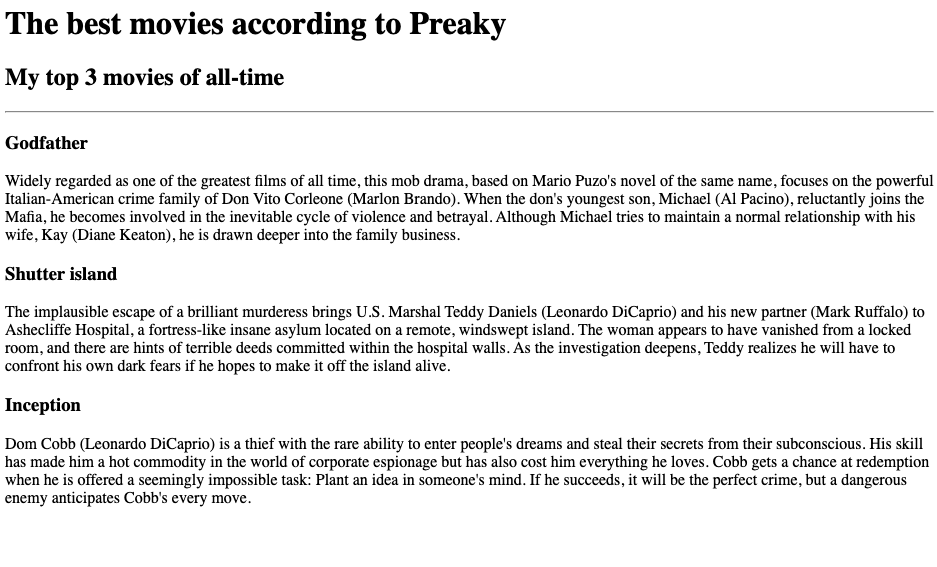 The best movies according to Preaky
My top 3 movies of all-time
Godfather
Widely regarded as one of the greatest films of all time, this mob drama, based on Mario Puzo's novel of the same name, focuses on the powerful
Italian-American crime family of Don Vito Corleone (Marlon Brando). When the don's youngest son, Michael (Al Pacino), reluctantly joins the
Mafia, he becomes involved in the inevitable cycle of violence and betrayal. Although Michael tries to maintain a normal relationship with his
wife, Kay (Diane Keaton), he is drawn deeper into the family business.
Shutter island
The implausible escape of a brilliant murderess brings U.S. Marshal Teddy Daniels (Leonardo DiCaprio) and his new partner (Mark Ruffalo) to
Ashecliffe Hospital, a fortress-like insane asylum located on a remote, windswept island. The woman appears to have vanished from a locked
room, and there are hints of terrible deeds committed within the hospital walls. As the investigation deepens, Teddy realizes he will have to
confront his own dark fears if he hopes to make it off the island alive.
Inception
Dom Cobb (Leonardo DiCaprio) is a thief with the rare ability to enter people's dreams and steal their secrets from their subconscious. His skill
has made him a hot commodity in the world of corporate espionage but has also cost him everything he loves. Cobb gets a chance at redemption
when he is offered a seemingly impossible task: Plant an idea in someone's mind. If he succeeds, it will be the perfect crime, but a dangerous
enemy anticipates Cobb's every move.